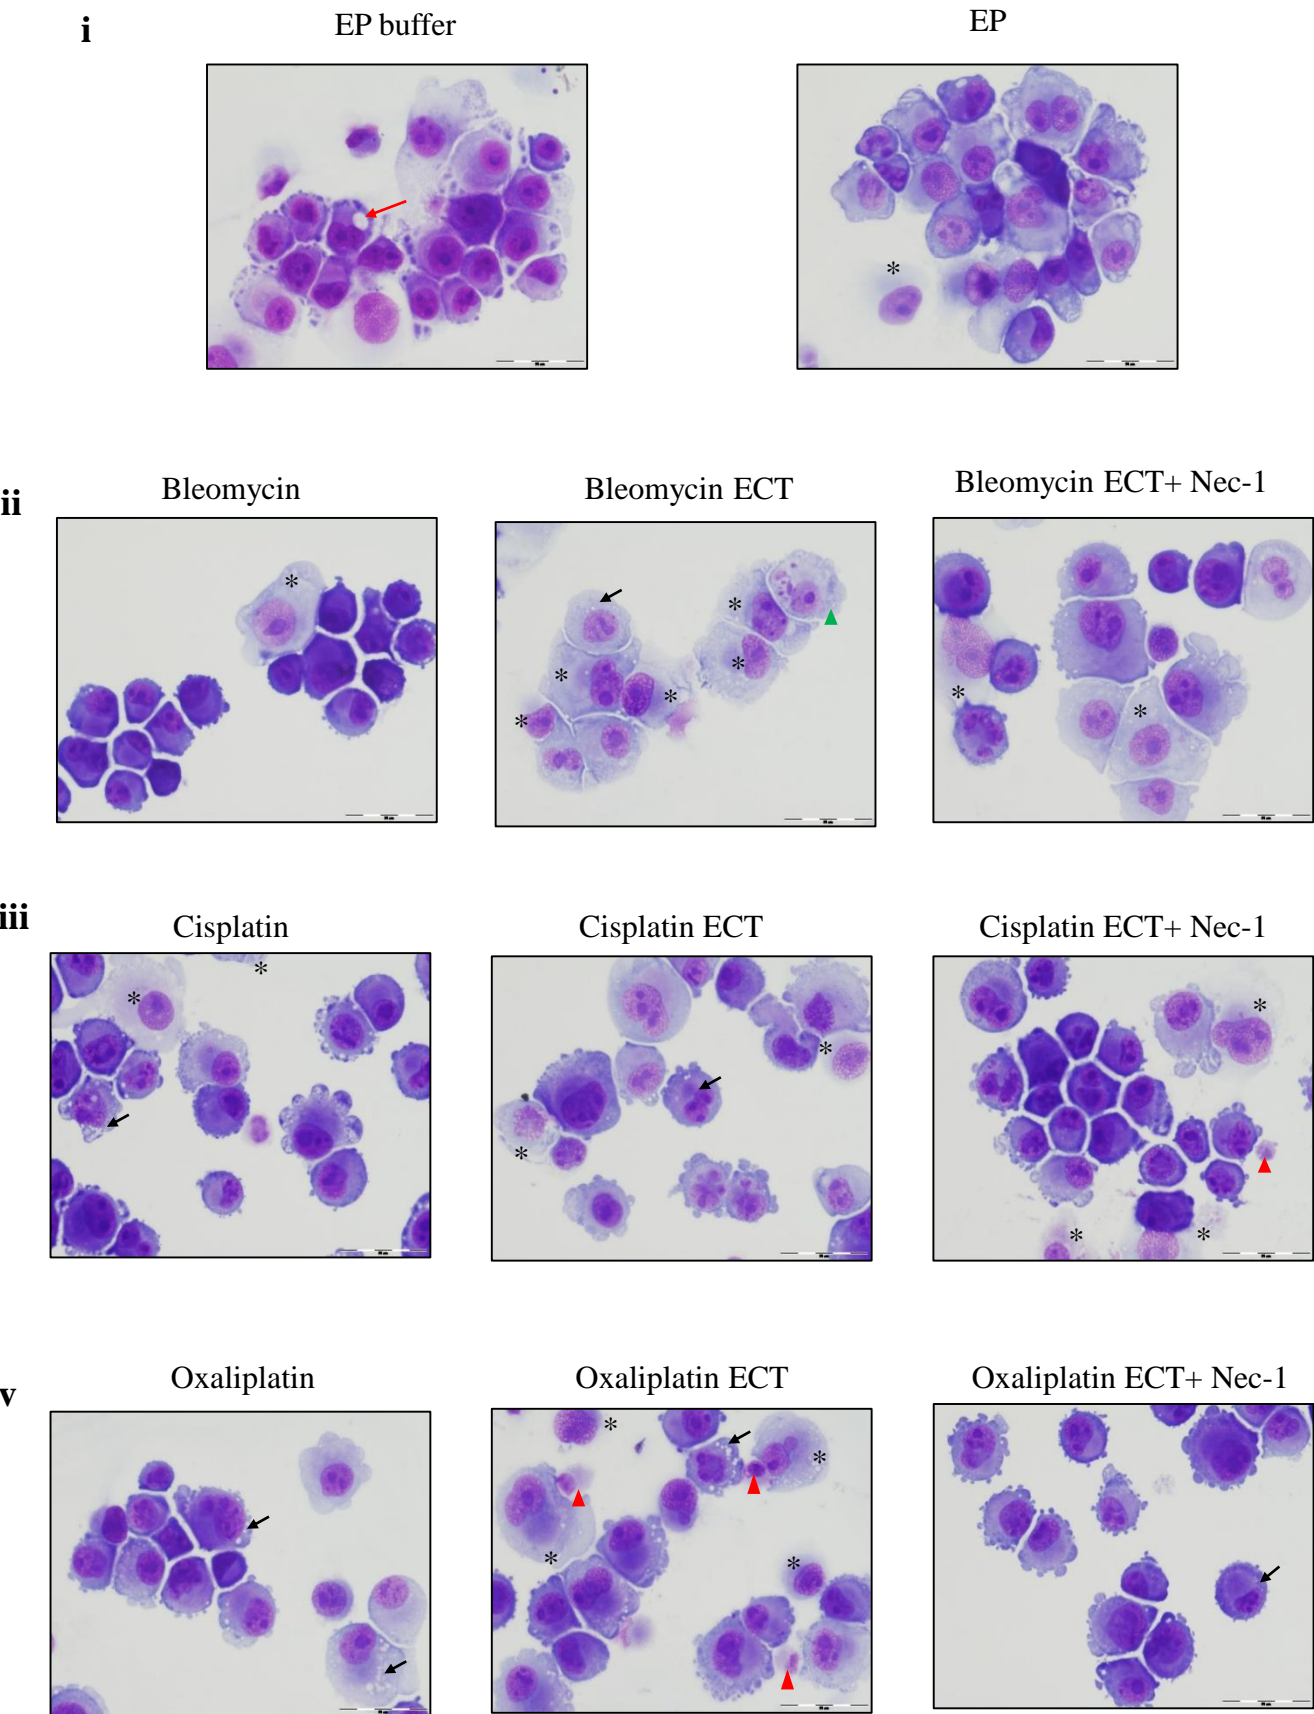 i
EP buffer
EP
*
ii
Bleomycin
Bleomycin ECT
Bleomycin ECT+ Nec-1
*
* * * * *
* *
iii
Cisplatin
Cisplatin ECT
Cisplatin ECT+ Nec-1
* *
* *
* * *
v
Oxaliplatin
Oxaliplatin ECT
Oxaliplatin ECT+ Nec-1
* * * *